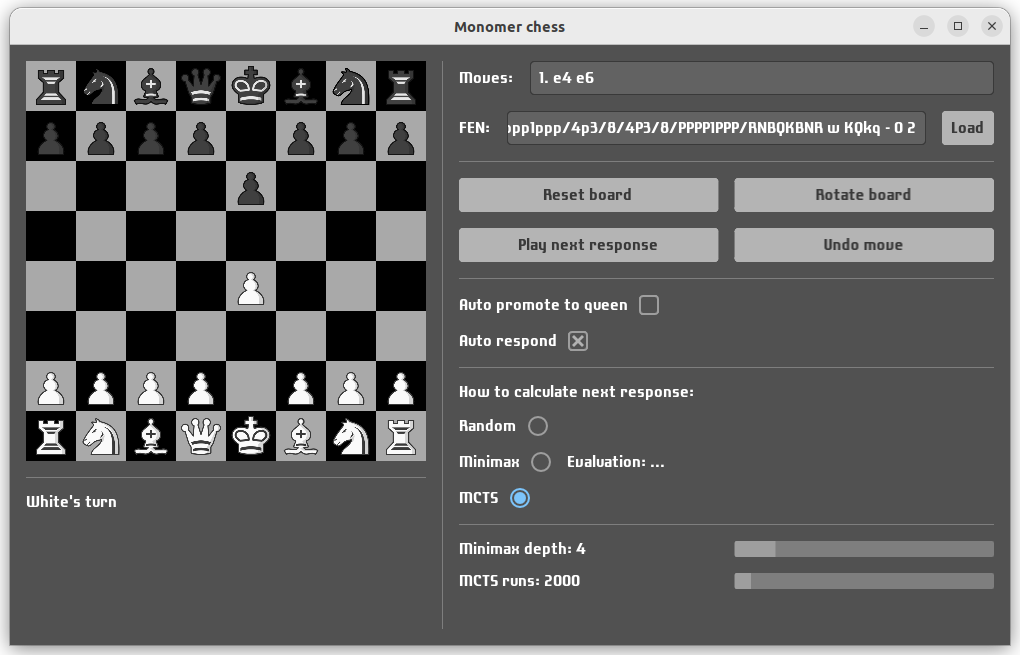 Monomer chess
Moves: 1. e4 e6
FEN: ppp1ppp/4p3/8/4P3/8/PPPP1PPP/RNBQKBNR w KQkq - 0 2 Load
Reset board Rotate board
Play next response Undo move
Auto promote to queen
Auto respond
How to calculate next response:
Random
Minimax Evaluation: ...
MCTS
White's turn
Minimax depth: 4
MCTS runs: 2000